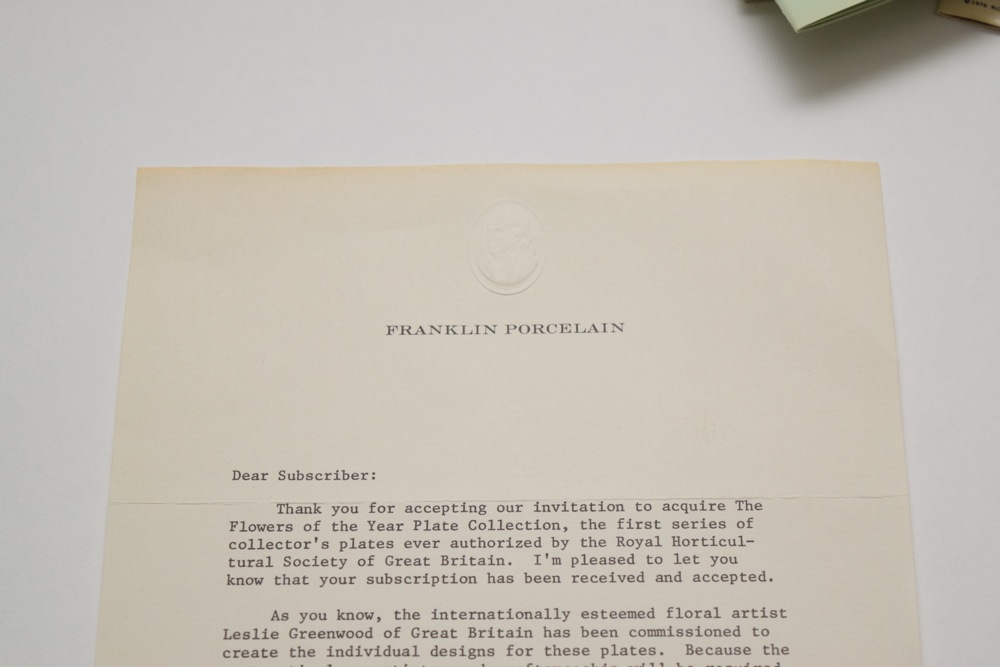 FRANKLIN PORCELAIN
Dear Subscriber:
Thank you for accepting our invitation to acquire The
Flowers of the Year Plate Collection, the first series of
collector's plates ever authorized by the Royal Horticul-
tural Society of Great Britain. I'm pleased to let you
know that your subscription has been received and accepted.
As you know, the internationally esteemed floral artist
Leslie Greenwood of Great Britain has been commissioned to
create the individual designs for these plates. Because the
will be required